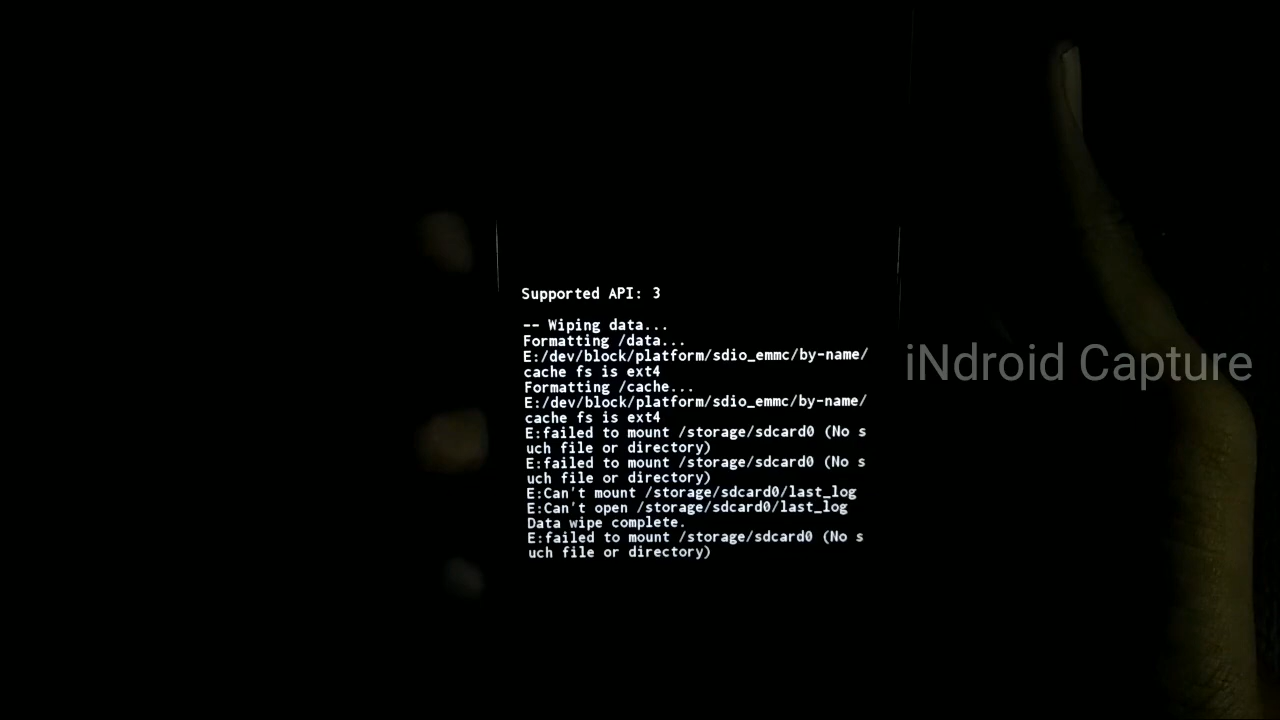 Supported API: 3
-- Wiping data...
Formatting /data...
E:/dev/block/platform/sdio_emmc/by-name/
cache fs is ext4
Formatting /cache...
E:/dev/block/platform/sdio_emmc/by-name/
cache fs is ext4
E:failed to mount /storage/sdcard0 (No s
uch file or directory)
E:failed to mount /storage/sdcard0 (No s
uch file or directory)
E:Can't mount /storage/sdcard0/last_log
E:Can't open /storage/sdcard0/last_log
Data wipe complete.
E:failed to mount /storage/sdcard0 (No s
uch file or directory)
iNdroid Capture